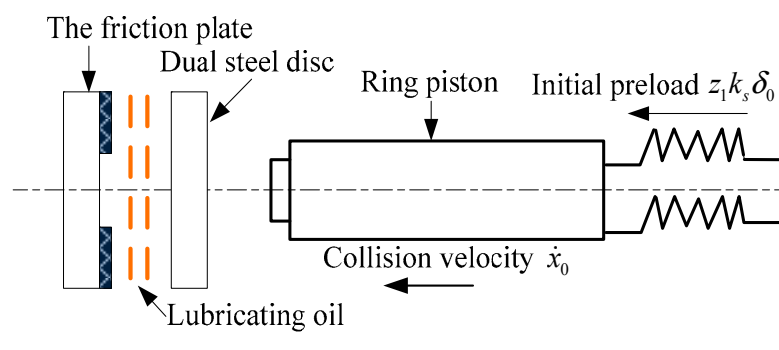 The friction plate
Dual steel disc
Ring piston
Initial preload z₁kₛδ₀
Collision velocity ẋ₀
Lubricating oil